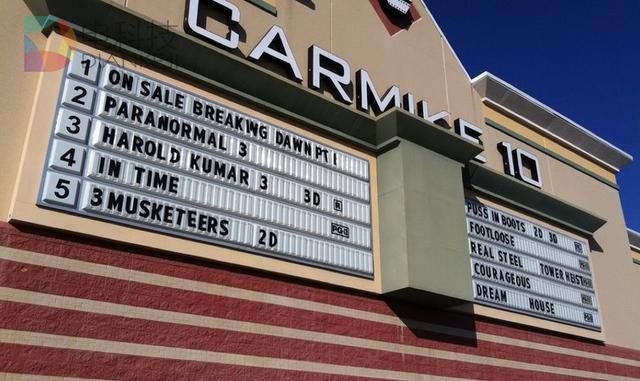 CARMIKE 10
1 ON SALE BREAKING DAWN PT 1
2 PARANORMAL 3
3 HAROLD KUMAR 3 3D R
4 IN TIME
5 3 MUSKETEERS 2D
PUSS IN BOOTS 2D 3D
FOOTLOOSE
REAL STEEL TOWER HEIST
COURAGEOUS
DREAM HOUSE